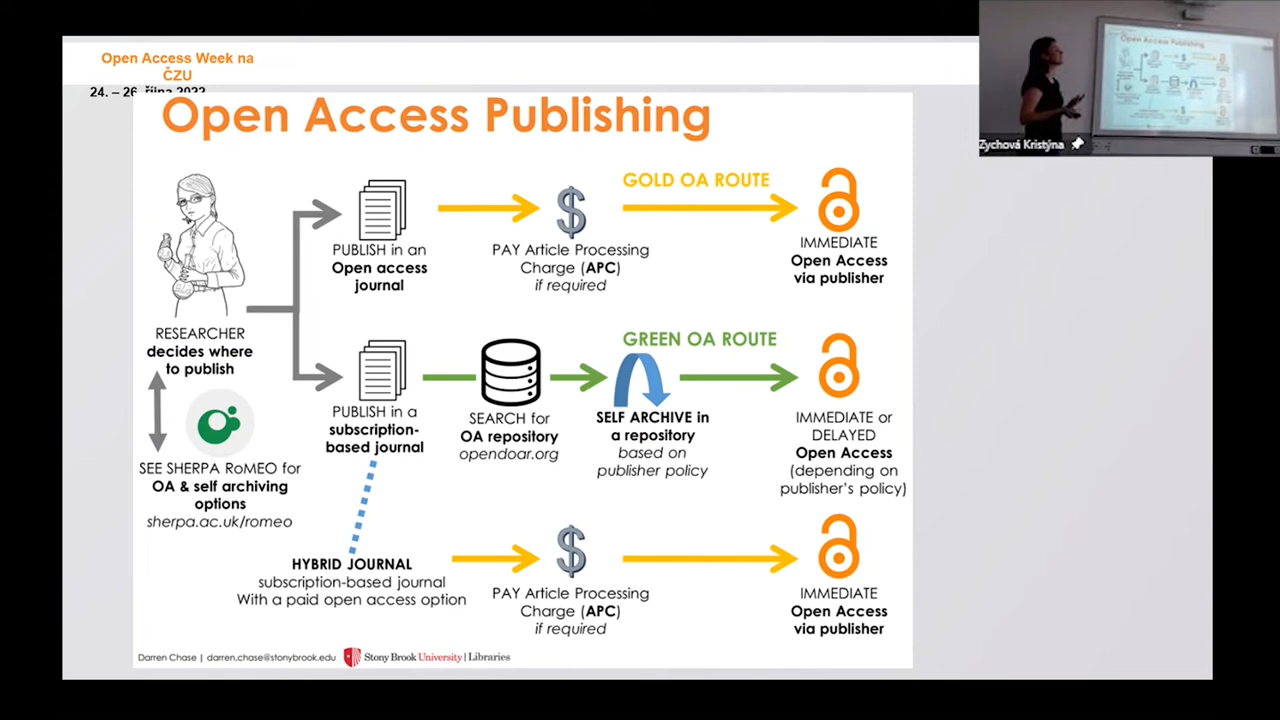 Open Access Week na
ČZU
24. – 26. října 2022
Open Access Publishing
RESEARCHER
decides where
to publish
SEE SHERPA RoMEO for
OA & self archiving
options
sherpa.ac.uk/romeo
PUBLISH in an
Open access
journal
PAY Article Processing
Charge (APC)
if required
GOLD OA ROUTE
IMMEDIATE
Open Access
via publisher
PUBLISH in a
subscription-
based journal
SEARCH for
OA repository
opendoar.org
GREEN OA ROUTE
SELF ARCHIVE in
a repository
based on
publisher policy
IMMEDIATE or
DELAYED
Open Access
(depending on
publisher's policy)
HYBRID JOURNAL
subscription-based journal
With a paid open access option
PAY Article Processing
Charge (APC)
if required
IMMEDIATE
Open Access
via publisher
Darren Chase | darren.chase@stonybrook.edu
Stony Brook University | Libraries
Open Access Publishing
Zychová Kristýna